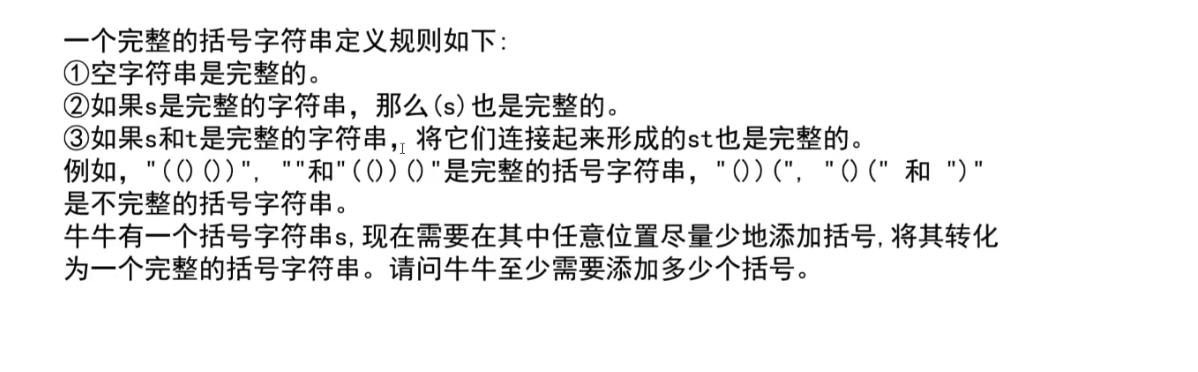 一个完整的括号字符串定义规则如下:
①空字符串是完整的。
②如果s是完整的字符串，那么(s)也是完整的。
③如果s和t是完整的字符串，将它们连接起来形成的st也是完整的。
例如，"(()())", ""和"(())()"是完整的括号字符串，"())(", "()(" 和 ")"
是不完整的括号字符串。
牛牛有一个括号字符串s,现在需要在其中任意位置尽量少地添加括号,将其转化
为一个完整的括号字符串。请问牛牛至少需要添加多少个括号。